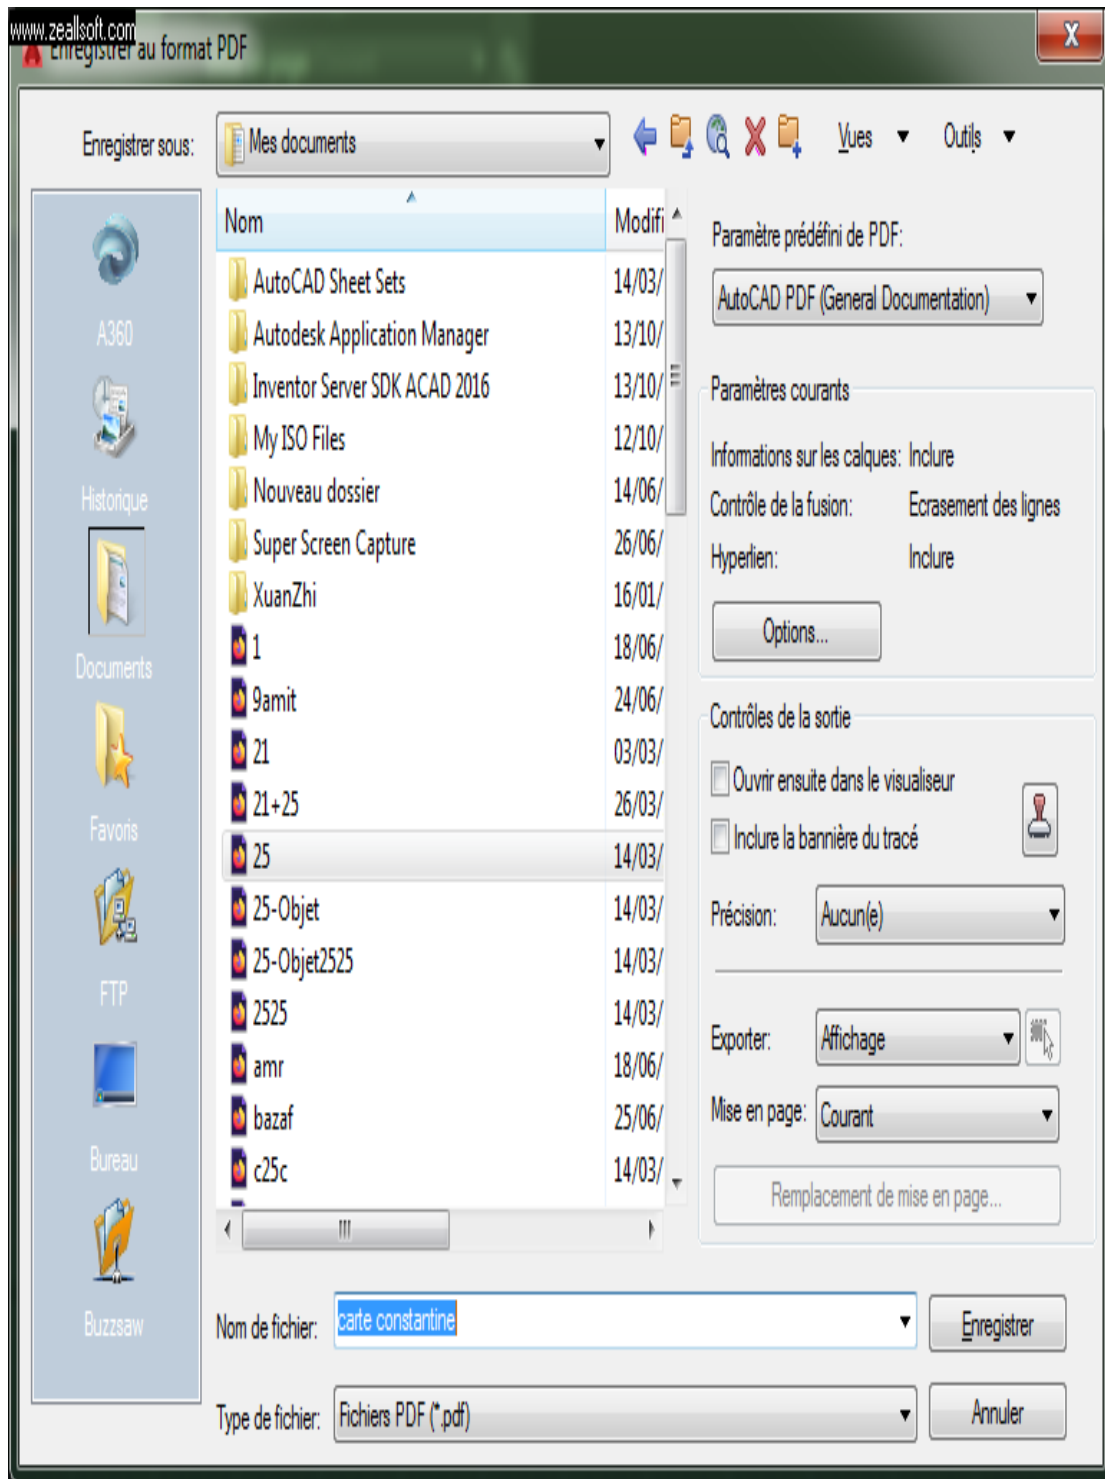 www.zeallsoft.com
Enregistrer au format PDF
X
Enregistrer sous:
Mes documents
Vues
Outils
A360
Historique
Documents
Favoris
FTP
Bureau
Buzzsaw
Nom Modifi
AutoCAD Sheet Sets 14/03/
Autodesk Application Manager 13/10/
Inventor Server SDK ACAD 2016 13/10/
My ISO Files 12/10/
Nouveau dossier 14/06/
Super Screen Capture 26/06/
XuanZhi 16/01/
1 18/06/
9amit 24/06/
21 03/03/
21+25 26/03/
25 14/03/
25-Objet 14/03/
25-Objet2525 14/03/
2525 14/03/
amr 18/06/
bazaf 25/06/
c25c 14/03/
Paramètre prédéfini de PDF:
AutoCAD PDF (General Documentation)
Paramètres courants
Informations sur les calques: Inclure
Contrôle de la fusion: Ecrasement des lignes
Hyperlien: Inclure
Options...
Contrôles de la sortie
Ouvrir ensuite dans le visualiseur
Inclure la bannière du tracé
Précision: Aucun(e)
Exporter: Affichage
Mise en page: Courant
Remplacement de mise en page...
Nom de fichier: carte constantine
Enregistrer
Type de fichier: Fichiers PDF (*.pdf)
Annuler